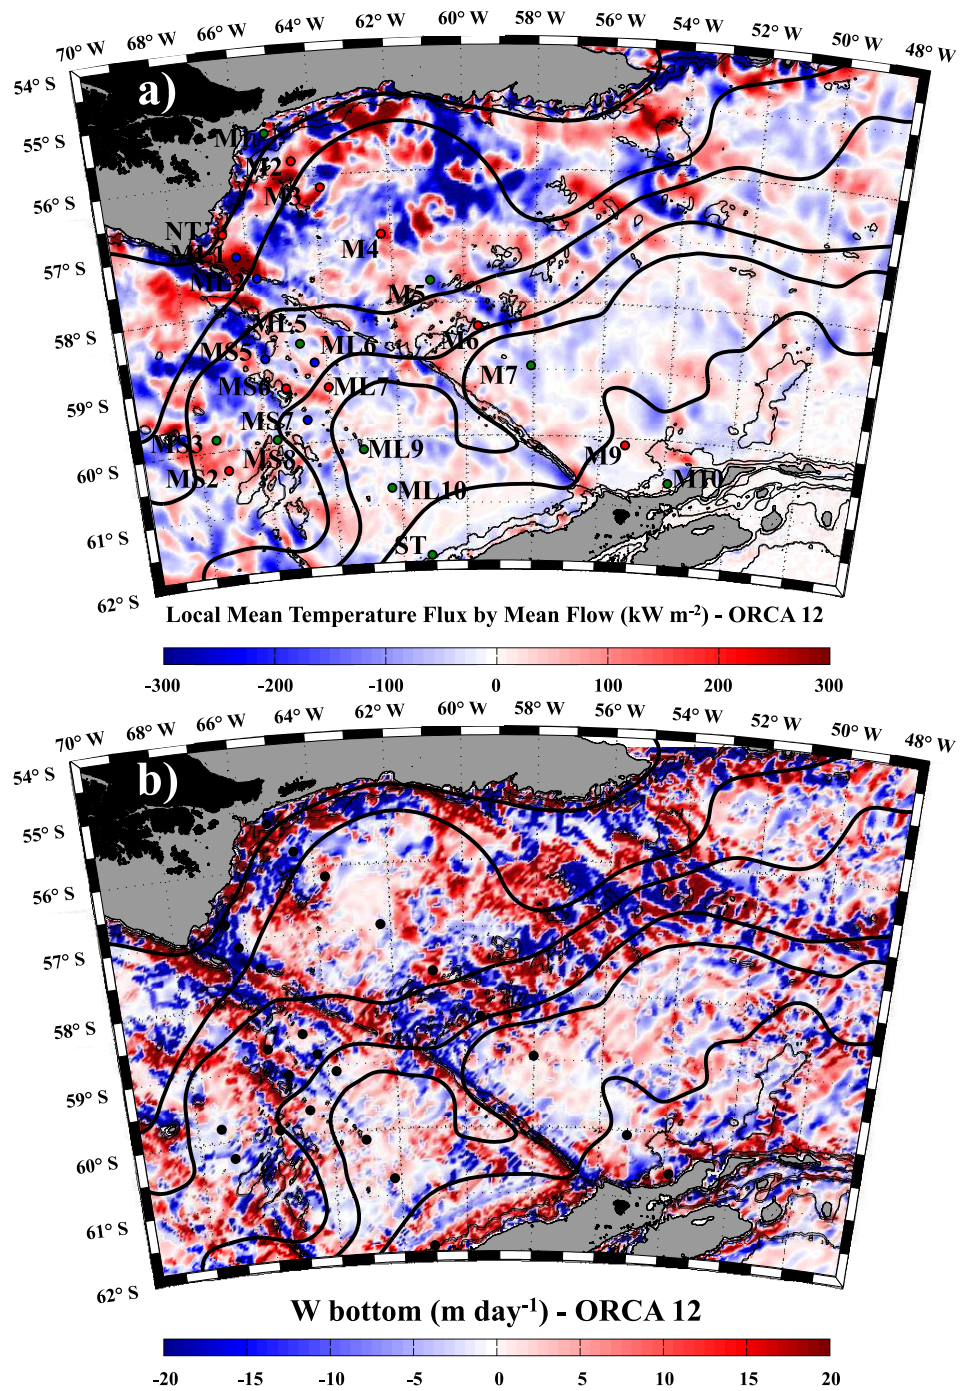 70° W 68° W 66° W 64° W 62° W 60° W 58° W 56° W 54° W 52° W 50° W 48° W
54° S
55° S
56° S
57° S
58° S
59° S
60° S
61° S
62° S
a)
M2
M3
NT
ML1
M4
ML2
M5
ML5
MS5
ML6
M6
MS6
ML7
M7
MS7
MS3
MS8
ML9
M9
MS2
ML10
M10
ST
Local Mean Temperature Flux by Mean Flow (kW m⁻²) - ORCA 12
-300 -200 -100 0 100 200 300
70° W 68° W 66° W 64° W 62° W 60° W 58° W 56° W 54° W 52° W 50° W 48° W
54° S
55° S
56° S
57° S
58° S
59° S
60° S
61° S
62° S
b)
W bottom (m day⁻¹) - ORCA 12
-20 -15 -10 -5 0 5 10 15 20